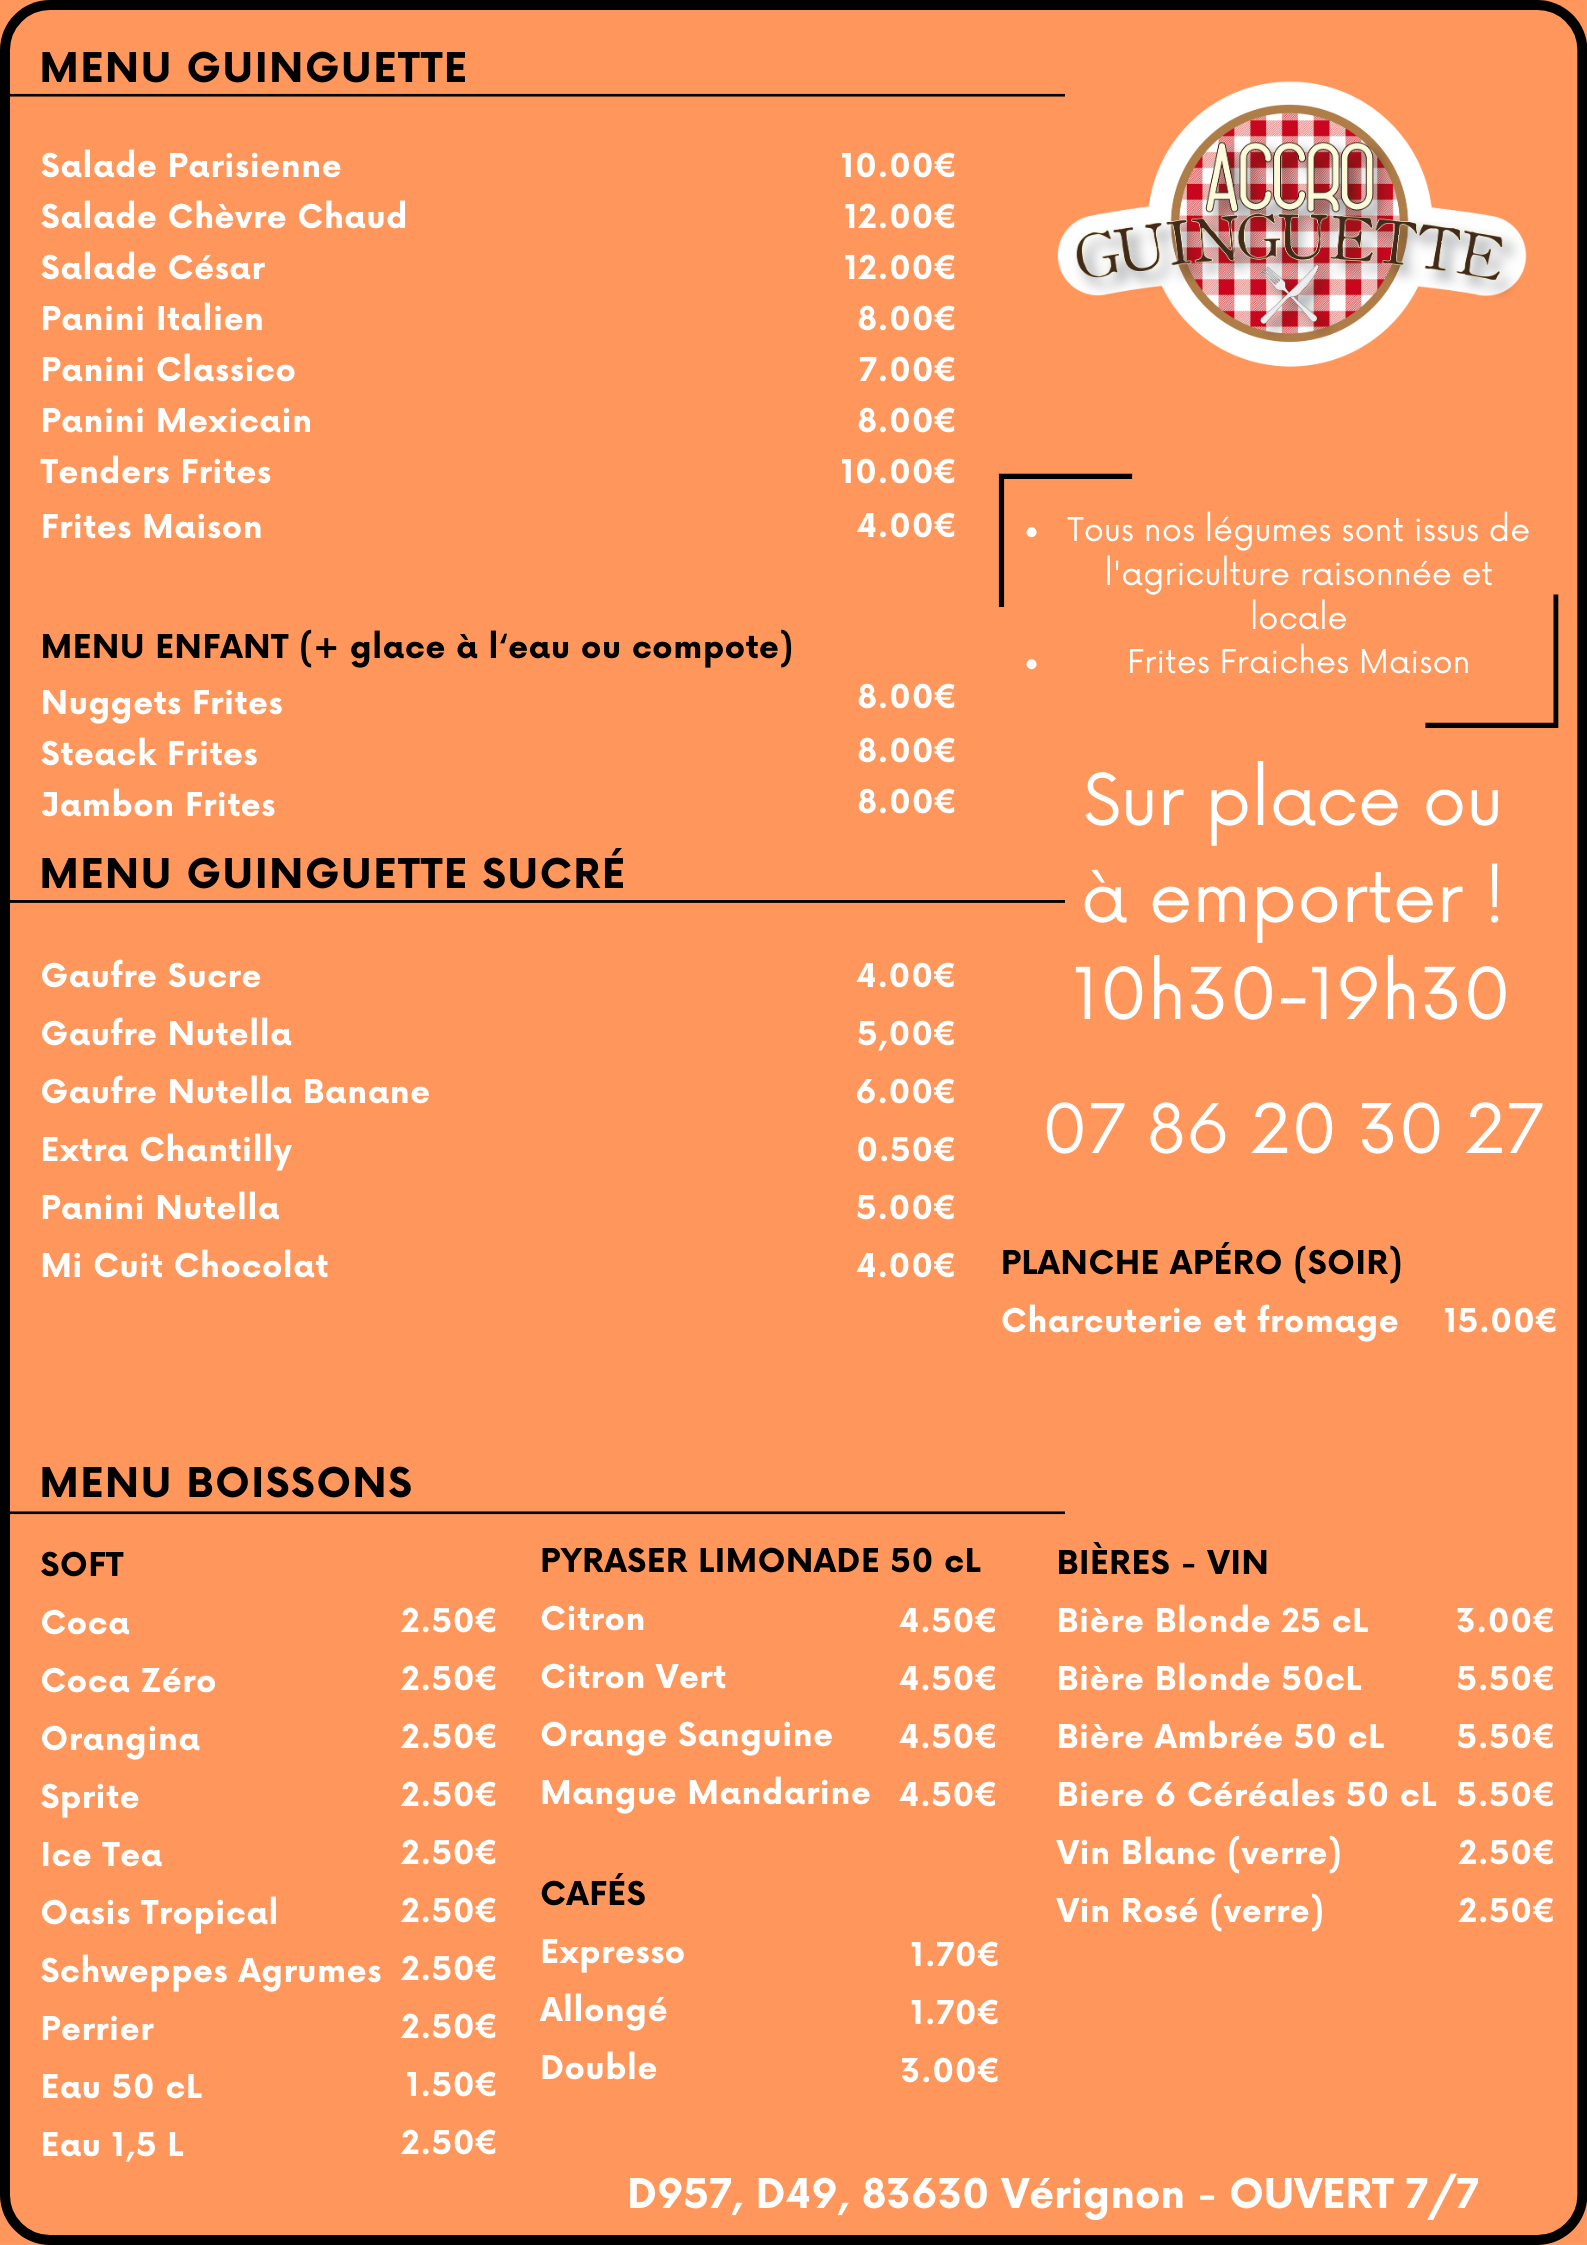 MENU GUINGUETTE
Salade Parisienne 10.00€
Salade Chèvre Chaud 12.00€
Salade César 12.00€
Panini Italien 8.00€
Panini Classico 7.00€
Panini Mexicain 8.00€
Tenders Frites 10.00€
Frites Maison 4.00€
MENU ENFANT (+ glace à l‘eau ou compote)
Nuggets Frites 8.00€
Steack Frites 8.00€
Jambon Frites 8.00€
MENU GUINGUETTE SUCRÉ
Gaufre Sucre 4.00€
Gaufre Nutella 5,00€
Gaufre Nutella Banane 6.00€
Extra Chantilly 0.50€
Panini Nutella 5.00€
Mi Cuit Chocolat 4.00€
ACCRO
GUINGUETTE
• Tous nos légumes sont issus de
l'agriculture raisonnée et
locale
• Frites Fraiches Maison
Sur place ou
à emporter !
10h30-19h30
07 86 20 30 27
PLANCHE APÉRO (SOIR)
Charcuterie et fromage 15.00€
MENU BOISSONS
SOFT
Coca 2.50€
Coca Zéro 2.50€
Orangina 2.50€
Sprite 2.50€
Ice Tea 2.50€
Oasis Tropical 2.50€
Schweppes Agrumes 2.50€
Perrier 2.50€
Eau 50 cL 1.50€
Eau 1,5 L 2.50€
PYRASER LIMONADE 50 cL
Citron 4.50€
Citron Vert 4.50€
Orange Sanguine 4.50€
Mangue Mandarine 4.50€
CAFÉS
Expresso 1.70€
Allongé 1.70€
Double 3.00€
BIÈRES - VIN
Bière Blonde 25 cL 3.00€
Bière Blonde 50cL 5.50€
Bière Ambrée 50 cL 5.50€
Biere 6 Céréales 50 cL 5.50€
Vin Blanc (verre) 2.50€
Vin Rosé (verre) 2.50€
D957, D49, 83630 Vérignon - OUVERT 7/7